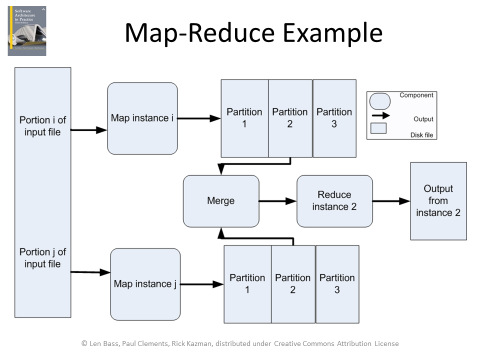 Software
Architecture
in Practice
Map-Reduce Example
Portion i of
input file
Map instance i
Partition
1
Partition
2
Partition
3
Component
Output
Disk file
Merge
Reduce
instance 2
Output
from
instance 2
Portion j of
input file
Map instance j
Partition
1
Partition
2
Partition
3
© Len Bass, Paul Clements, Rick Kazman, distributed under Creative Commons Attribution License